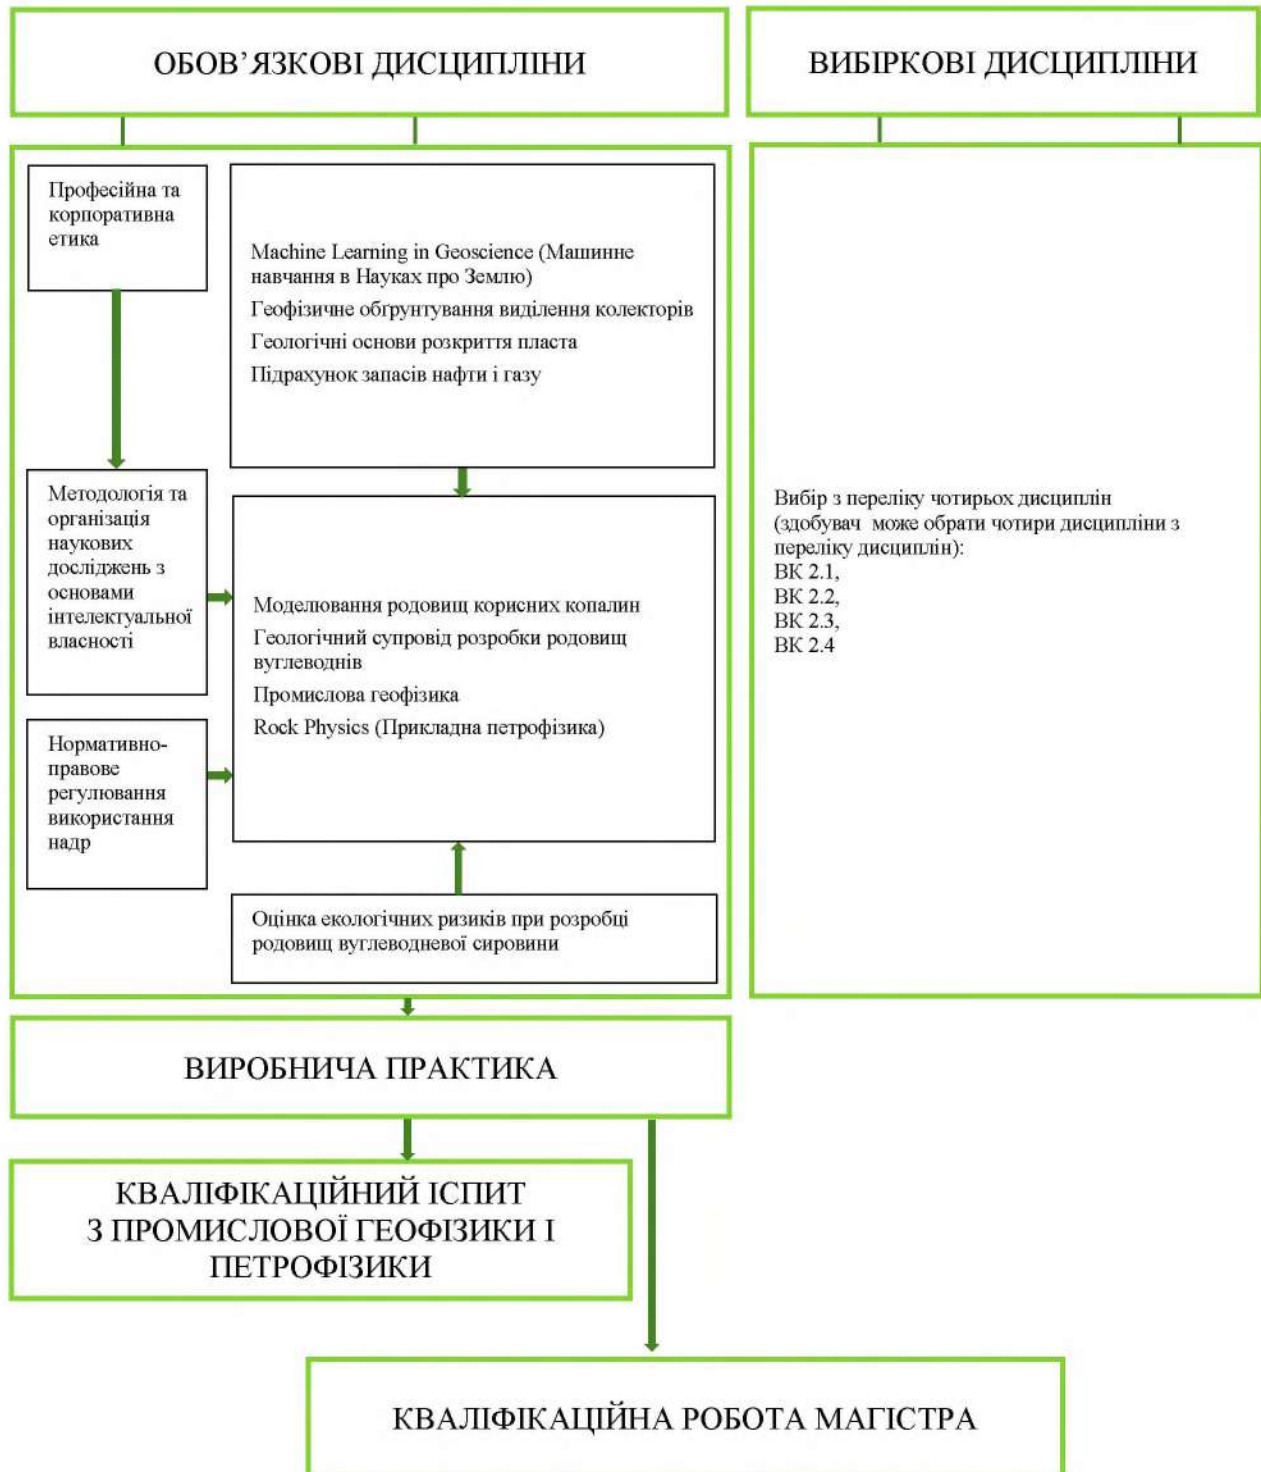 ОБОВ’ЯЗКОВІ ДИСЦИПЛІНИ
ВИБІРКОВІ ДИСЦИПЛІНИ
Професійна та
корпоративна
етика
Machine Learning in Geoscience (Машинне
навчання в Науках про Землю)
Геофізичне обґрунтування виділення колекторів
Геологічні основи розкриття пласта
Підрахунок запасів нафти і газу
Методологія та
організація
наукових
досліджень з
основами
інтелектуальної
власності
Моделювання родовищ корисних копалин
Геологічний супровід розробки родовищ
вуглеводнів
Промислова геофізика
Rock Physics (Прикладна петрофізика)
Нормативно-
правове
регулювання
використання
надр
Оцінка екологічних ризиків при розробці
родовищ вуглеводневої сировини
Вибір з переліку чотирьох дисциплін
(здобувач може обрати чотири дисципліни з
переліку дисциплін):
ВК 2.1,
ВК 2.2,
ВК 2.3,
ВК 2.4
ВИРОБНИЧА ПРАКТИКА
КВАЛІФІКАЦІЙНИЙ ІСПИТ
З ПРОМИСЛОВОЇ ГЕОФІЗИКИ І
ПЕТРОФІЗИКИ
КВАЛІФІКАЦІЙНА РОБОТА МАГІСТРА